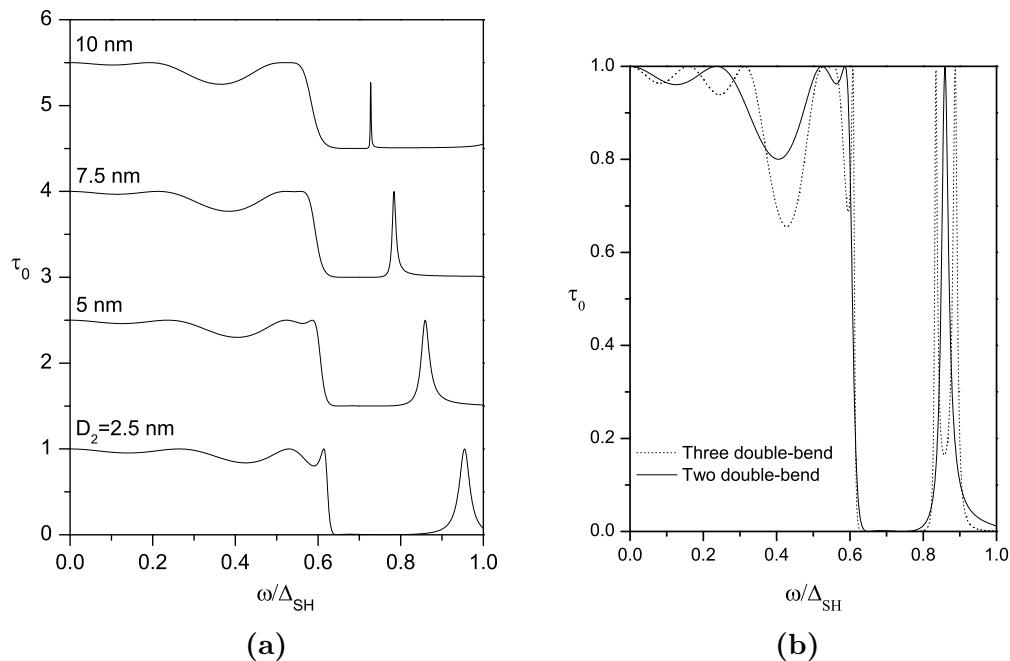 6
5
4
3
2
1
0
τ0
10 nm
7.5 nm
5 nm
D2=2.5 nm
0.0 0.2 0.4 0.6 0.8 1.0
ω/ΔSH
(a)
1.0
0.8
0.6
0.4
0.2
0.0
τ0
Three double-bend
Two double-bend
0.0 0.2 0.4 0.6 0.8 1.0
ω/ΔSH
(b)